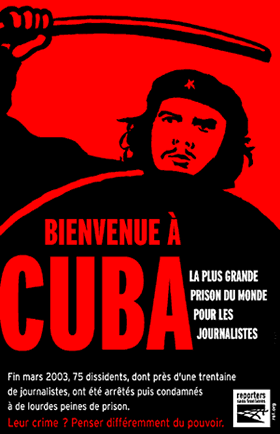 BIENVENUE À
CUBA
LA PLUS GRANDE
PRISON DU MONDE
POUR LES
JOURNALISTES
Fin mars 2003, 75 dissidents, dont près d'une trentaine
de journalistes, ont été arrêtés puis condamnés
à de lourdes peines de prison.
Leur crime ? Penser différemment du pouvoir.
reporters
sans frontières
rsf.org